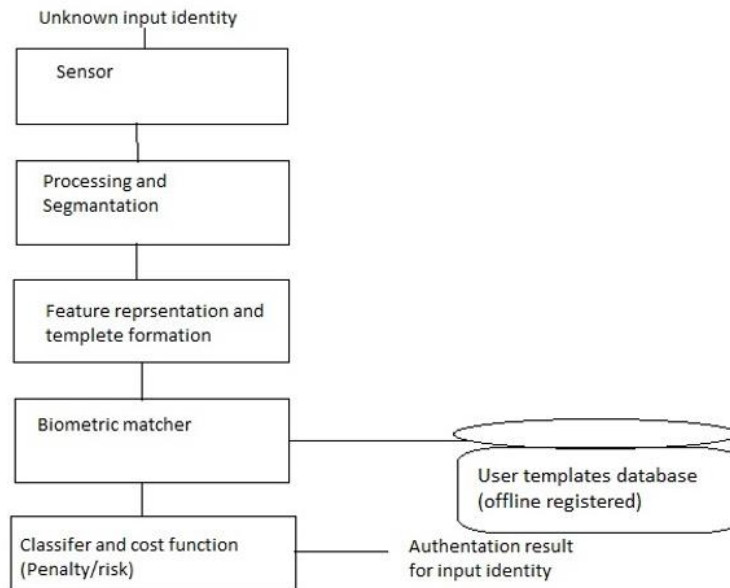 Unknown input identity
Sensor
Processing and
Segmantation
Feature reprsentation and
templete formation
Biometric matcher
User templates database
(offline registered)
Classifer and cost function
(Penalty/risk)
Authentation result
for input identity